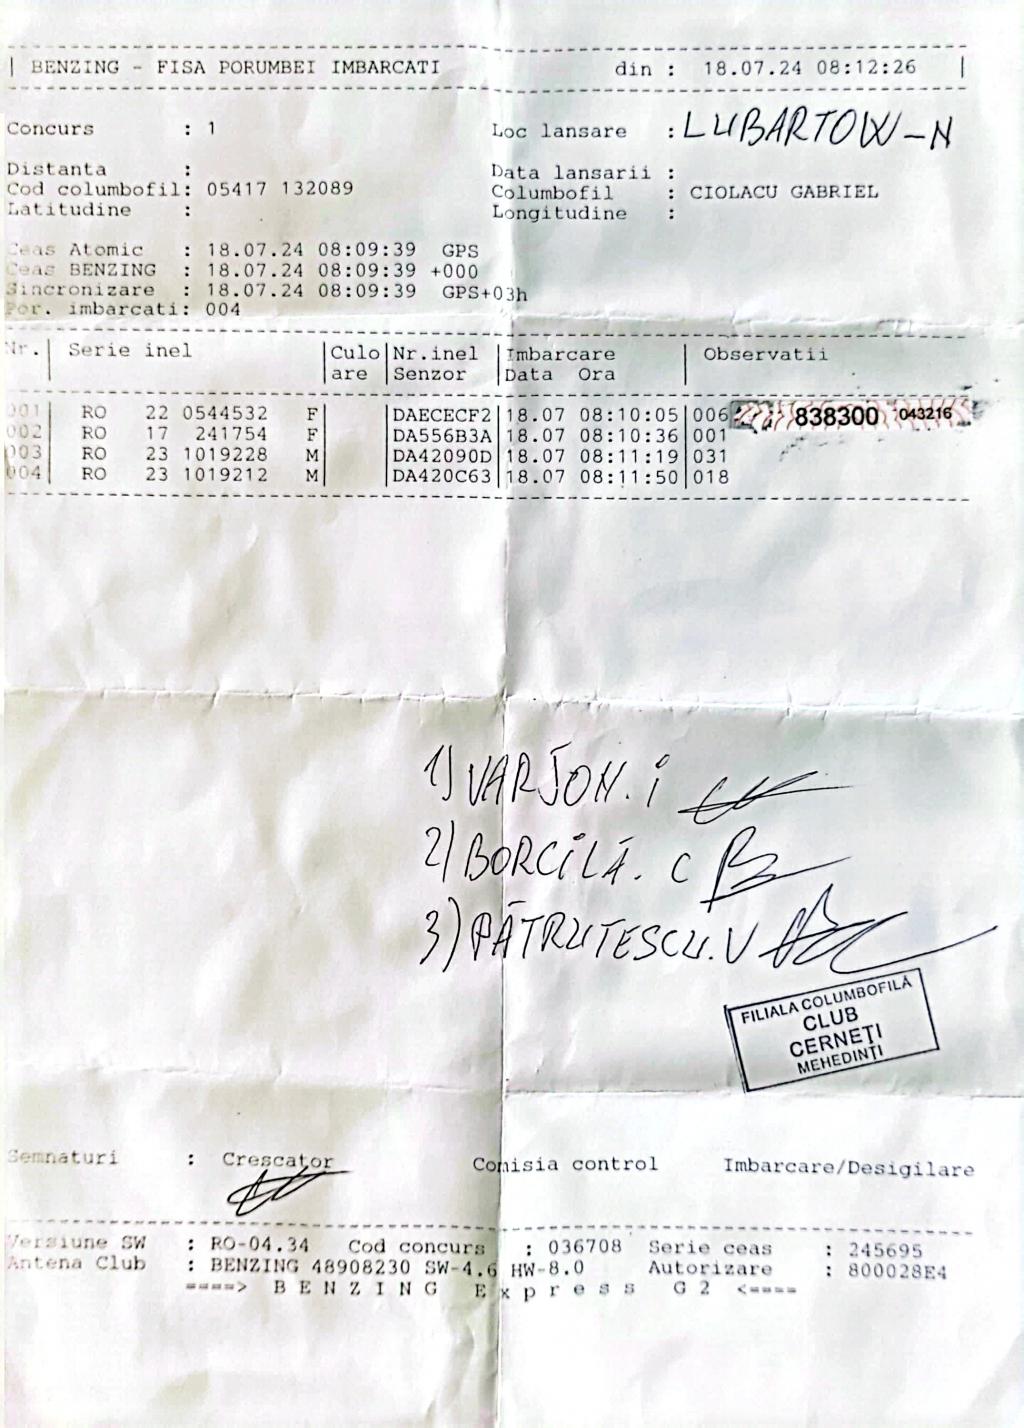 | BENZING - FISA PORUMBEI IMBARCATI din : 18.07.24 08:12:26 |
Concurs : 1 Loc lansare : LUBARTOW-N
Distanta : Data lansarii :
Cod columbofil: 05417 132089 Columbofil : CIOLACU GABRIEL
Latitudine : Longitudine :
Ceas Atomic : 18.07.24 08:09:39 GPS
Ceas BENZING : 18.07.24 08:09:39 +000
Sincronizare : 18.07.24 08:09:39 GPS+03h
Por. imbarcati: 004
Nr.| Serie inel |Culo|Nr.inel |Imbarcare | Observatii
| |are |Senzor |Data Ora |
001| RO 22 0544532 F| |DAECECF2|18.07 08:10:05|006 838300 043216
002| RO 17 241754 F| |DA556B3A|18.07 08:10:36|001
003| RO 23 1019228 M| |DA42090D|18.07 08:11:19|031
004| RO 23 1019212 M| |DA420C63|18.07 08:11:50|018
1) VARJON. i
2) BORCILĂ. C
3) PĂTRUTESCU. V
FILIALA COLUMBOFILĂ
CLUB
CERNEȚI
MEHEDINȚI
Semnaturi : Crescator Comisia control Imbarcare/Desigilare
Versiune SW : RO-04.34 Cod concurs : 036708 Serie ceas : 245695
Antena Club : BENZING 48908230 SW-4.6 HW-8.0 Autorizare : 800028E4
====> B E N Z I N G E x p r e s s G 2 <====